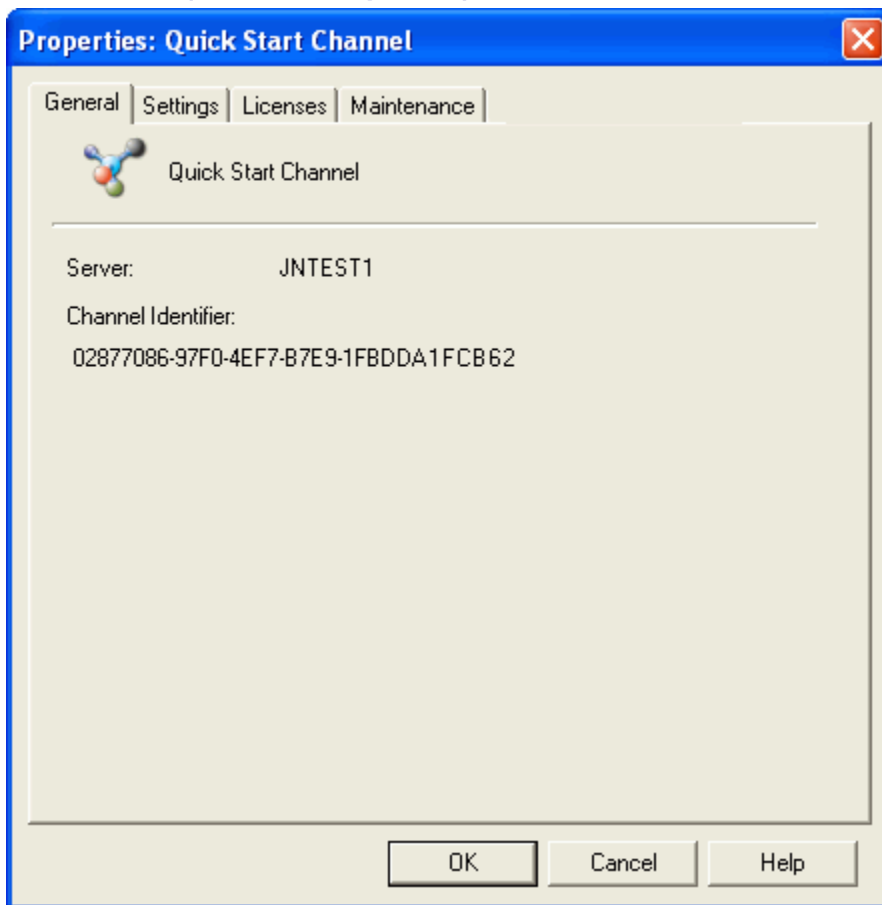 Properties: Quick Start Channel
General Settings Licenses Maintenance
Quick Start Channel
Server: JNTEST1
Channel Identifier:
02877086-97F0-4EF7-B7E9-1FBDDA1FCB62
OK Cancel Help